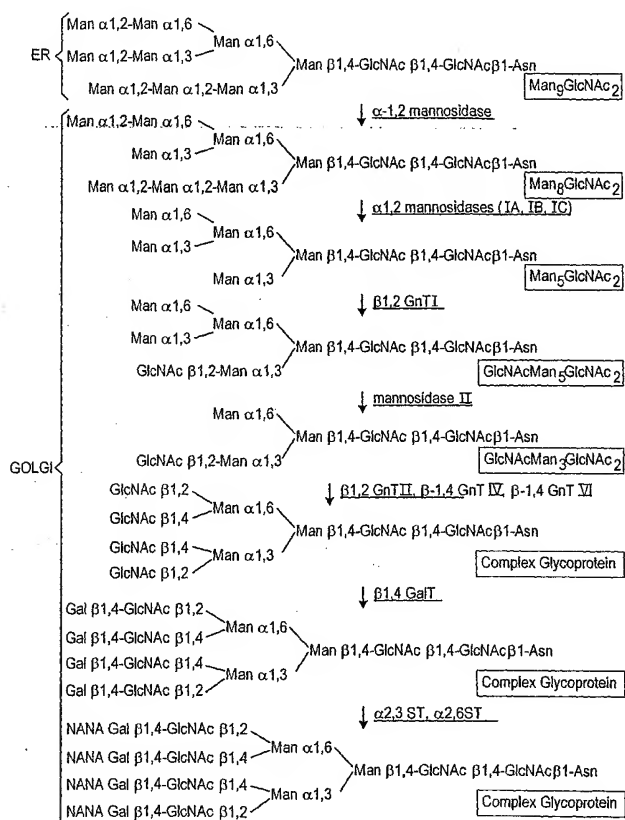 ER
Man α1,2-Man α1,6
Man α1,6
Man α1,2-Man α1,3
Man β1,4-GlcNAc β1,4-GlcNAcβ1-Asn
Man α1,2-Man α1,2-Man α1,3
Man9GlcNAc2
α-1,2 mannosidase
GOLGI
Man α1,2-Man α1,6
Man α1,6
Man α1,3
Man β1,4-GlcNAc β1,4-GlcNAcβ1-Asn
Man α1,2-Man α1,2-Man α1,3
Man8GlcNAc2
α1,2 mannosidases (IA, IB, IC)
Man α1,6
Man α1,6
Man α1,3
Man β1,4-GlcNAc β1,4-GlcNAcβ1-Asn
Man α1,3
Man5GlcNAc2
β1,2 GnTI
Man α1,6
Man α1,6
Man α1,3
Man β1,4-GlcNAc β1,4-GlcNAcβ1-Asn
GlcNAc β1,2-Man α1,3
GlcNAcMan5GlcNAc2
mannosidase II
Man α1,6
Man β1,4-GlcNAc β1,4-GlcNAcβ1-Asn
GlcNAc β1,2-Man α1,3
GlcNAcMan3GlcNAc2
β1,2 GnTII, β-1,4 GnT IV, β-1,4 GnT VI
GlcNAc β1,2
Man α1,6
GlcNAc β1,4
Man β1,4-GlcNAc β1,4-GlcNAcβ1-Asn
GlcNAc β1,4
Man α1,3
GlcNAc β1,2
Complex Glycoprotein
β1,4 GalT
Gal β1,4-GlcNAc β1,2
Man α1,6
Gal β1,4-GlcNAc β1,4
Man β1,4-GlcNAc β1,4-GlcNAcβ1-Asn
Gal β1,4-GlcNAc β1,4
Man α1,3
Gal β1,4-GlcNAc β1,2
Complex Glycoprotein
α2,3 ST, α2,6ST
NANA Gal β1,4-GlcNAc β1,2
Man α1,6
NANA Gal β1,4-GlcNAc β1,4
Man β1,4-GlcNAc β1,4-GlcNAcβ1-Asn
NANA Gal β1,4-GlcNAc β1,4
Man α1,3
NANA Gal β1,4-GlcNAc β1,2
Complex Glycoprotein